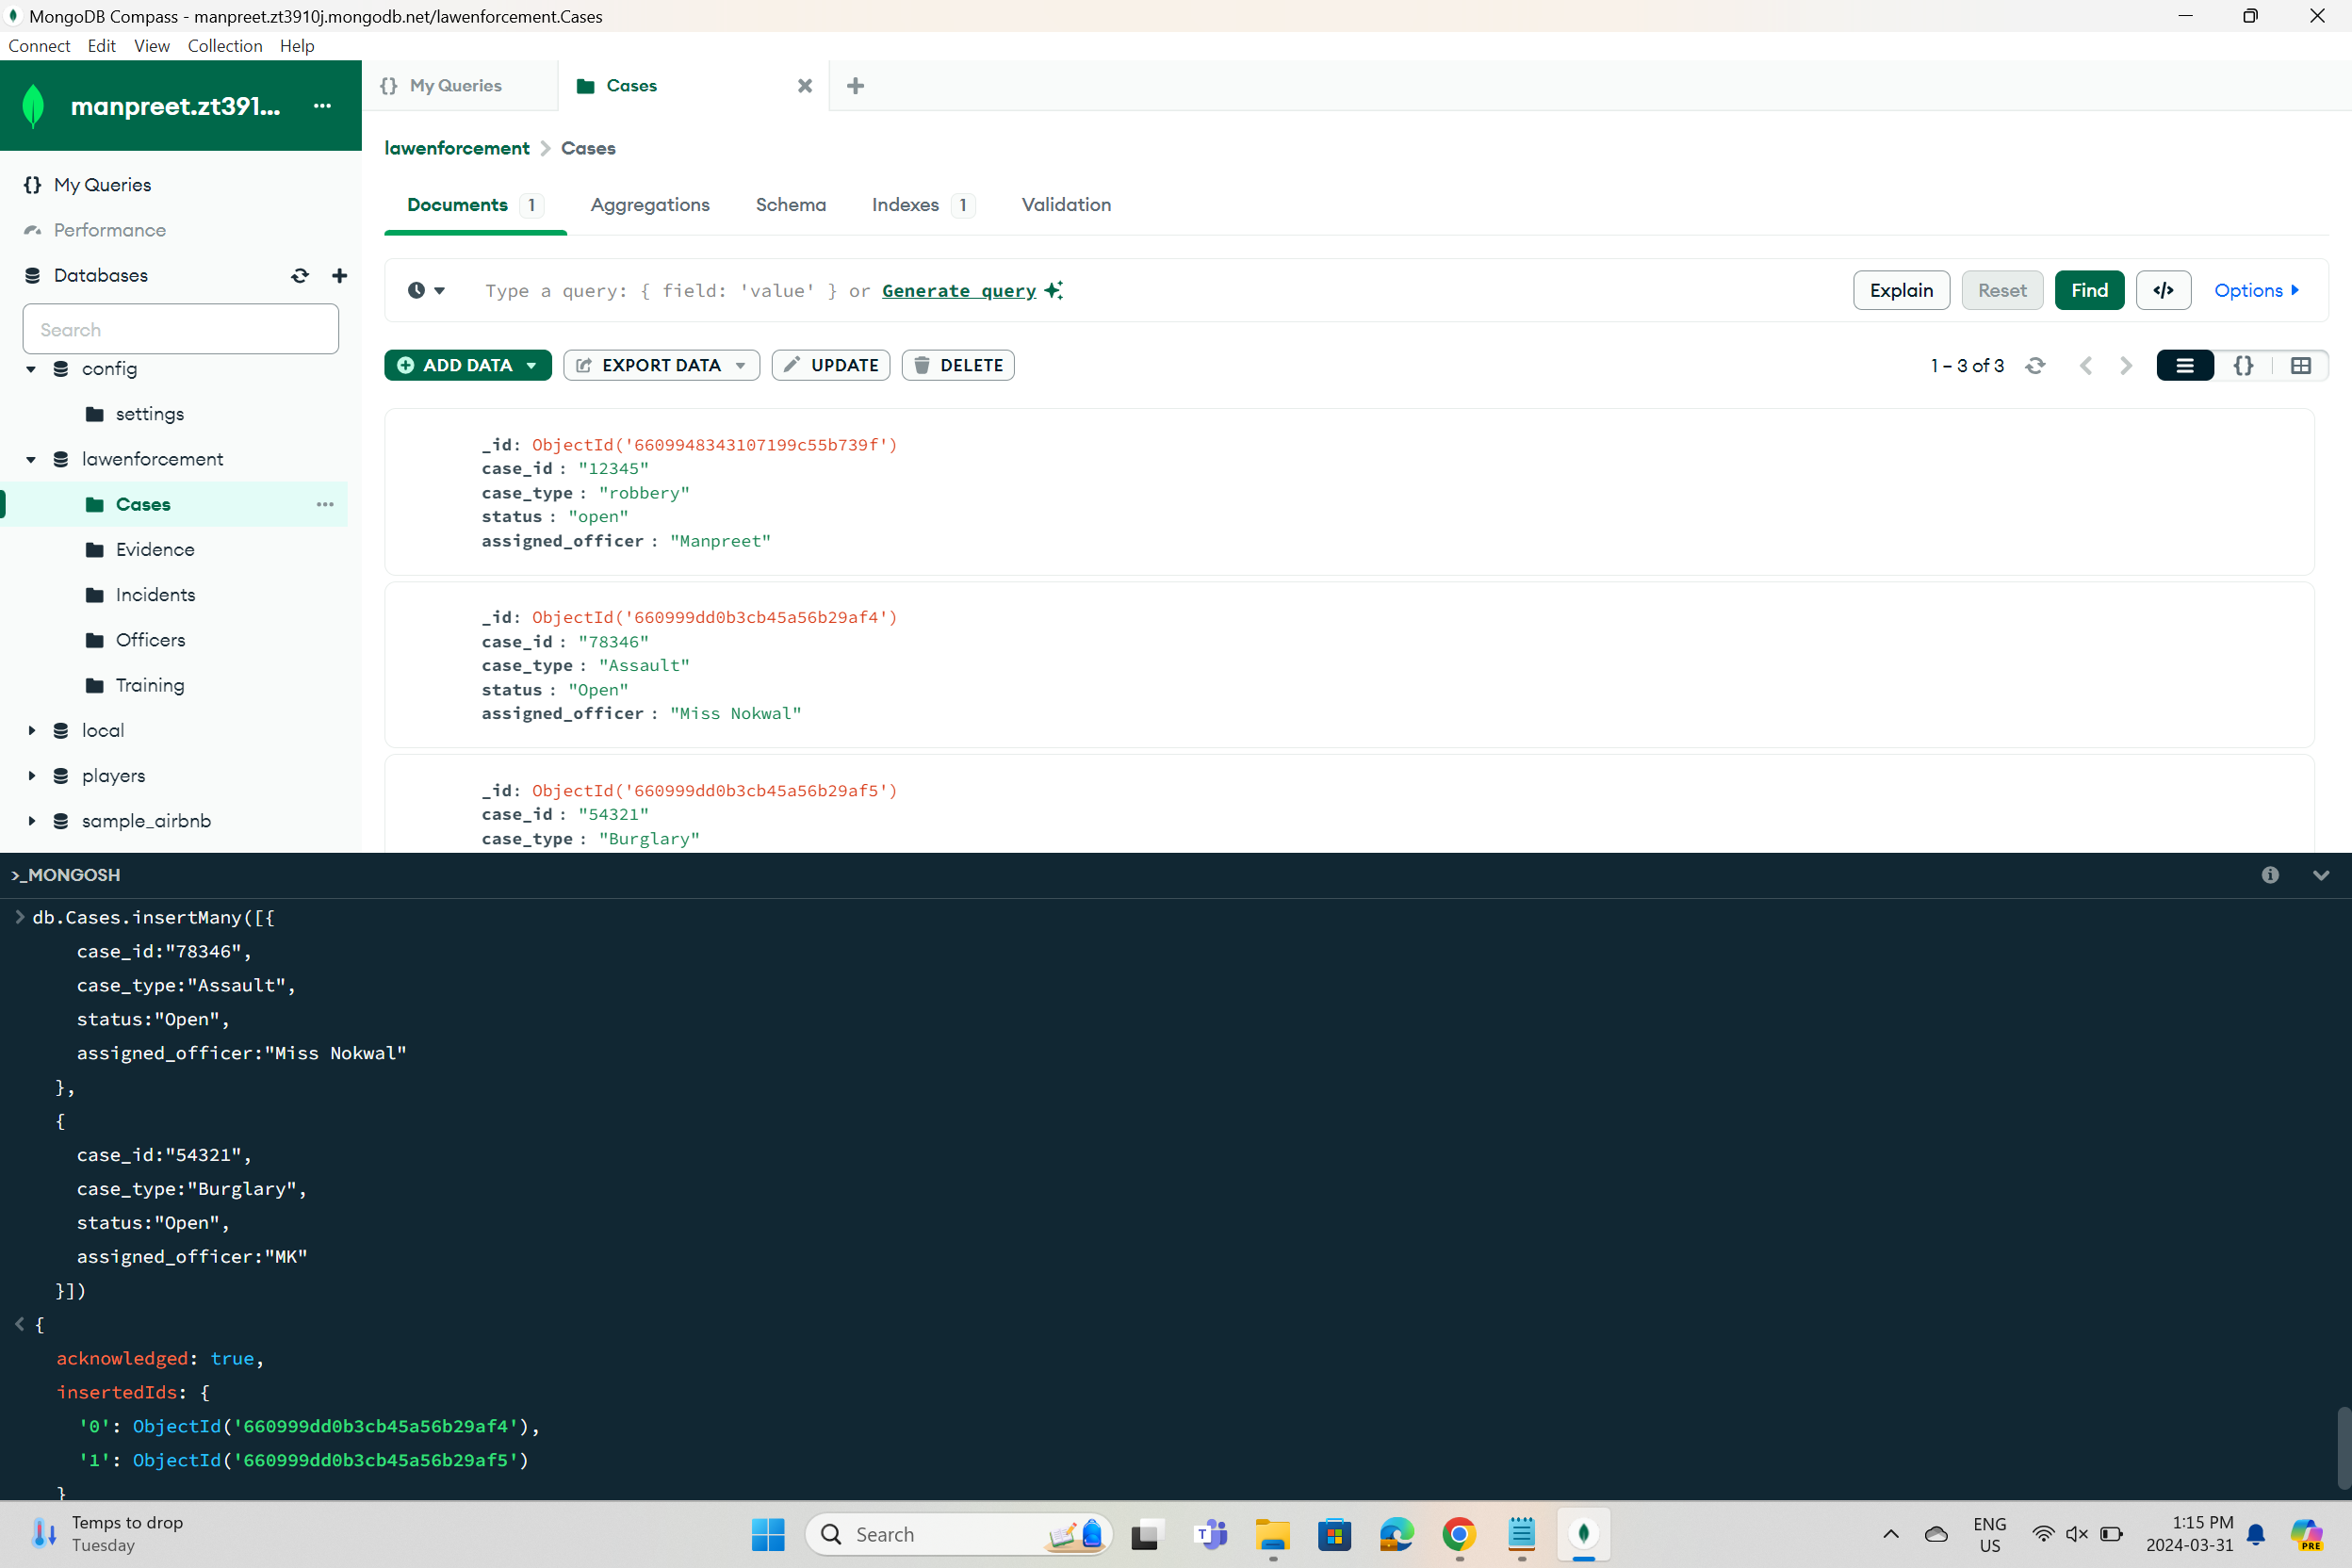 MongoDB Compass - manpreet.zt3910j.mongodb.net/lawenforcement.Cases
Connect Edit View Collection Help
manpreet.zt391...
My Queries
Performance
Databases
Search
config
settings
lawenforcement
Cases
Evidence
Incidents
Officers
Training
local
players
sample_airbnb
{} My Queries
Cases
lawenforcement > Cases
Documents 1 Aggregations Schema Indexes 1 Validation
Type a query: { field: 'value' } or Generate query
Explain Reset Find </> Options
ADD DATA EXPORT DATA UPDATE DELETE
1 – 3 of 3
_id: ObjectId('6609948343107199c55b739f')
case_id : "12345"
case_type : "robbery"
status : "open"
assigned_officer : "Manpreet"
_id: ObjectId('660999dd0b3cb45a56b29af4')
case_id : "78346"
case_type : "Assault"
status : "Open"
assigned_officer : "Miss Nokwal"
_id: ObjectId('660999dd0b3cb45a56b29af5')
case_id : "54321"
case_type : "Burglary"
>_MONGOSH
> db.Cases.insertMany([{
case_id:"78346",
case_type:"Assault",
status:"Open",
assigned_officer:"Miss Nokwal"
},
{
case_id:"54321",
case_type:"Burglary",
status:"Open",
assigned_officer:"MK"
}])
< {
acknowledged: true,
insertedIds: {
'0': ObjectId('660999dd0b3cb45a56b29af4'),
'1': ObjectId('660999dd0b3cb45a56b29af5')
}
Temps to drop
Tuesday
Search
ENG
US
1:15 PM
2024-03-31
PRE